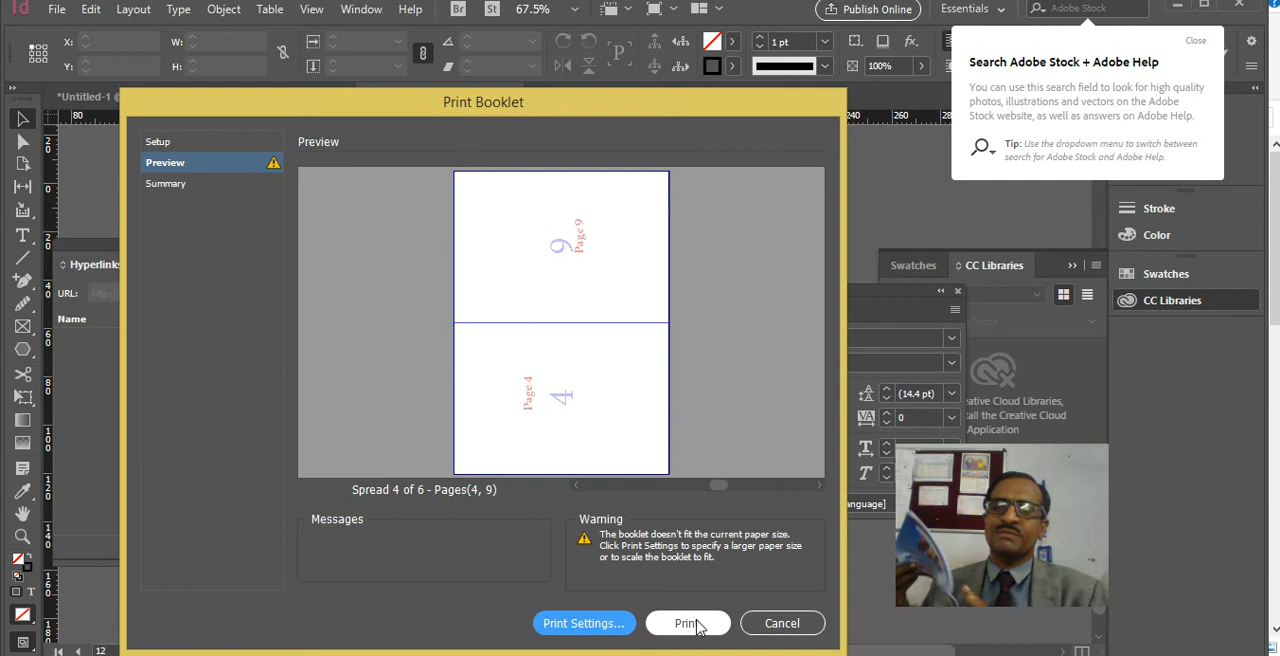 Id File Edit Layout Type Object Table View Window Help Br St 67.5% Publish Online Essentials Adobe Stock
X: W: 1 pt
Y: H: P 100%
Close
Search Adobe Stock + Adobe Help
You can use this search field to look for high quality
photos, illustrations and vectors on the Adobe
Stock website, as well as answers on Adobe Help.
Tip: Use the dropdown menu to switch between
search for Adobe Stock and Adobe Help.
*Untitled-1 @
80
240
Print Booklet
Setup
Preview
Summary
Preview
9
Page 9
Page 4
4
Spread 4 of 6 - Pages(4, 9)
Messages
Warning
The booklet doesn't fit the current paper size.
Click Print Settings to specify a larger paper size
or to scale the booklet to fit.
Print Settings...
Print
Cancel
Hyperlinks
URL:
Name
Stroke
Color
Swatches
CC Libraries
Swatches
CC Libraries
(14.4 pt)
0
eative Cloud Libraries,
all the Creative Cloud
Application
anguage]
12